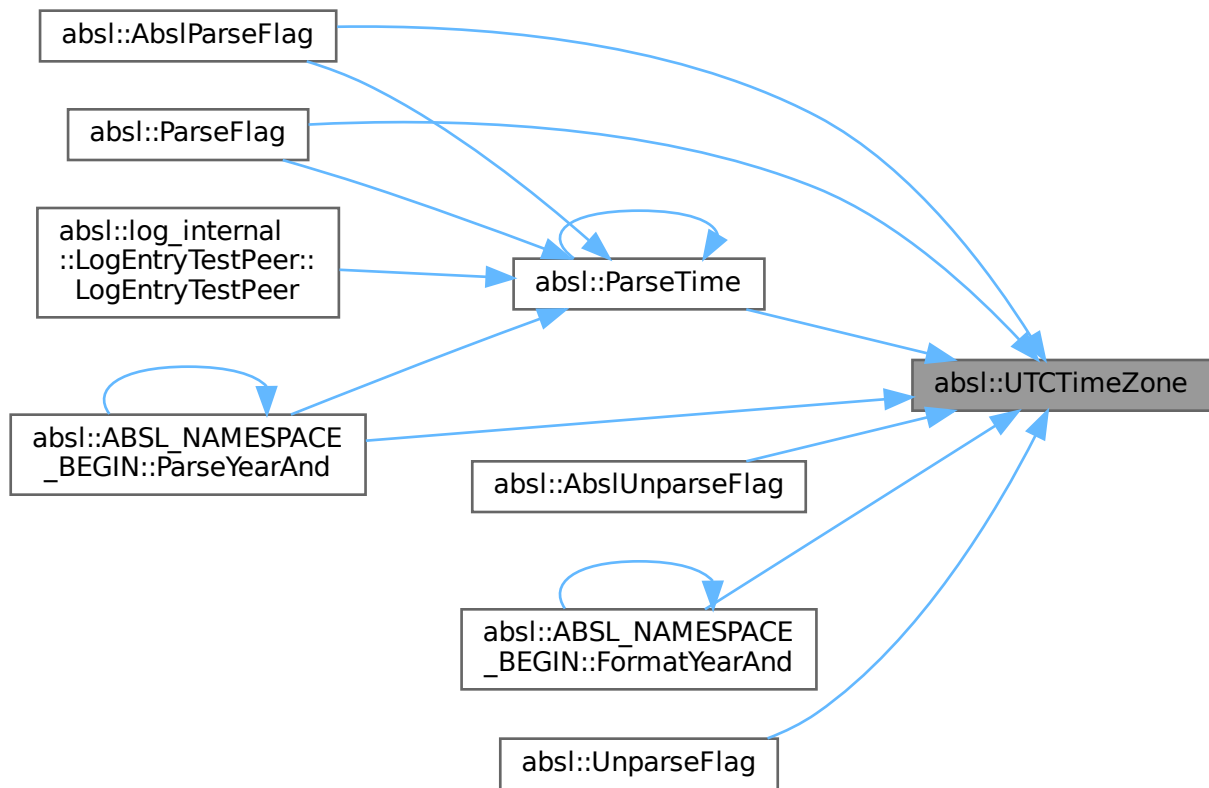 absl::AbslParseFlag
absl::ParseFlag
absl::log_internal
::LogEntryTestPeer::
LogEntryTestPeer
absl::ParseTime
absl::UTCTimeZone
absl::ABSL_NAMESPACE
_BEGIN::ParseYearAnd
absl::AbslUnparseFlag
absl::ABSL_NAMESPACE
_BEGIN::FormatYearAnd
absl::UnparseFlag